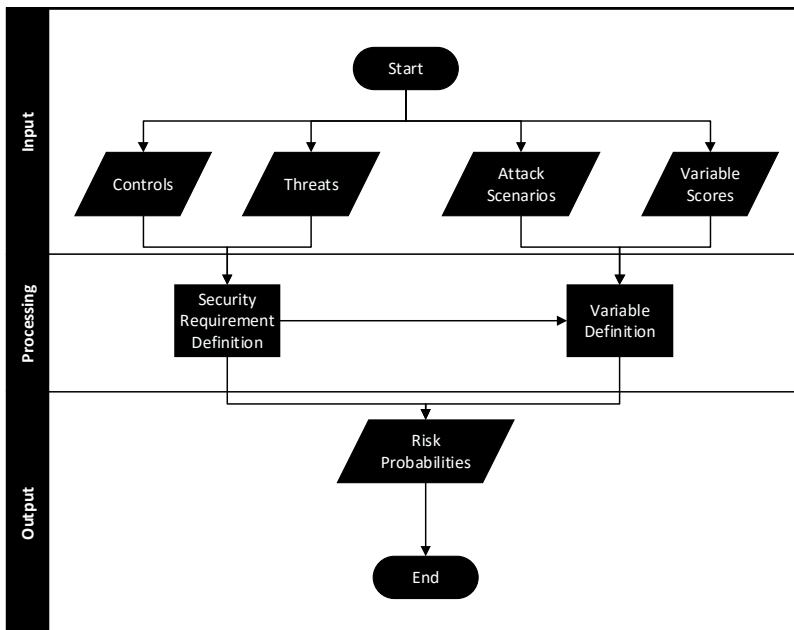 Input
Start
Controls
Threats
Attack
Scenarios
Variable
Scores
Processing
Security
Requirement
Definition
Variable
Definition
Output
Risk
Probabilities
End